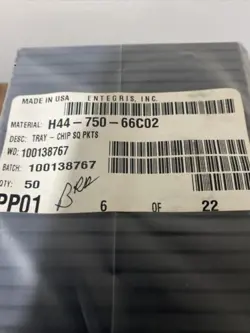 MADE IN USA ENTEGRIS, INC.
MATERIAL: H44-750-66C02
DESC: TRAY - CHIP SQ PKTS
WO: 100138767
BATCH: 100138767
QTY: 50
PP01 6 OF 22